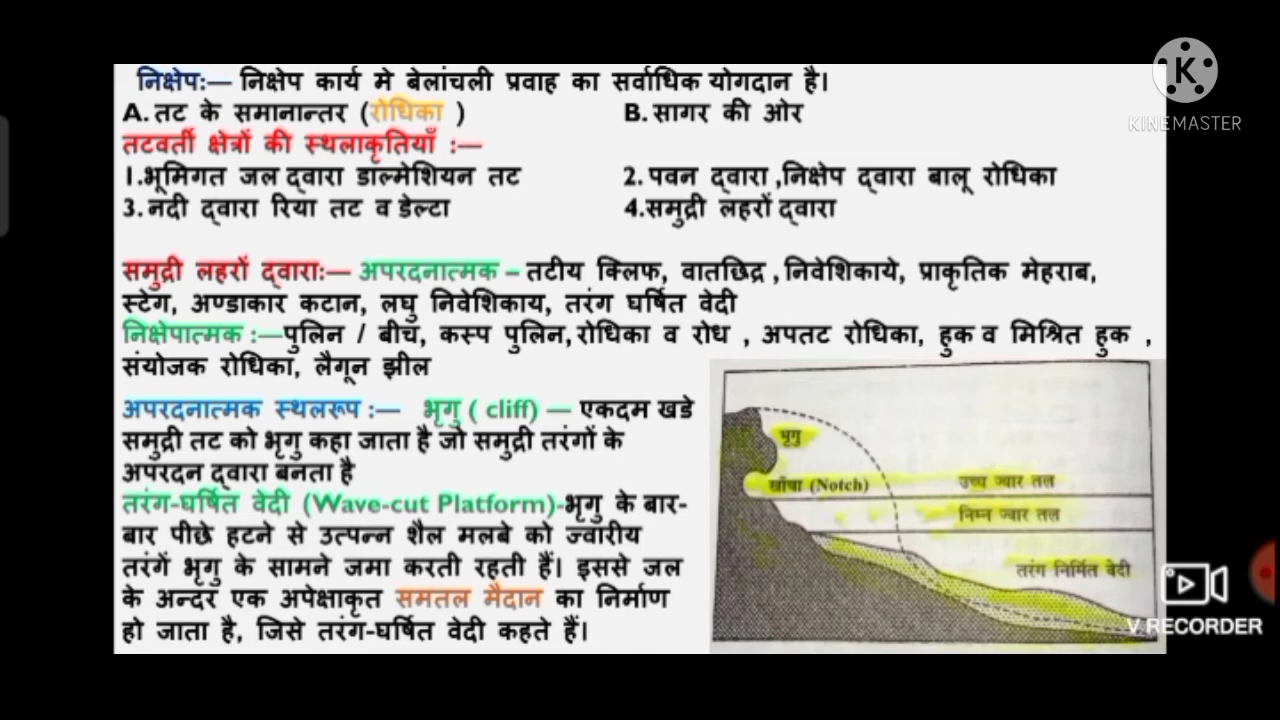 निक्षेपः— निक्षेप कार्य मे बेलांचली प्रवाह का सर्वाधिक योगदान है।
A. तट के समानान्तर (रोधिका )
B. सागर की ओर
तटवर्ती क्षेत्रों की स्थलाकृतियाँ :—
1.भूमिगत जल द्वारा डाल्मेशियन तट
2. पवन द्वारा ,निक्षेप द्वारा बालू रोधिका
3. नदी द्वारा रिया तट व डेल्टा
4.समुद्री लहरों द्वारा
समुद्री लहरों द्वाराः— अपरदनात्मक – तटीय क्लिफ, वातछिद्र ,निवेशिकाये, प्राकृतिक मेहराब,
स्टेग, अण्डाकार कटान, लघु निवेशिकाय, तरंग घर्षित वेदी
निक्षेपात्मक :—पुलिन / बीच, कस्प पुलिन,रोधिका व रोध , अपतट रोधिका, हुक व मिश्रित हुक ,
संयोजक रोधिका, लैगून झील
अपरदनात्मक स्थलरूप :— भृगु ( cliff) — एकदम खडे
समुद्री तट को भृगु कहा जाता है जो समुद्री तरंगों के
अपरदन द्वारा बनता है
तरंग-घर्षित वेदी (Wave-cut Platform)-भृगु के बार-
बार पीछे हटने से उत्पन्न शैल मलबे को ज्वारीय
तरंगें भृगु के सामने जमा करती रहती हैं। इससे जल
के अन्दर एक अपेक्षाकृत समतल मैदान का निर्माण
हो जाता है, जिसे तरंग-घर्षित वेदी कहते हैं।
भृगु
खाँचा (Notch)
उच्च ज्वार तल
निम्न ज्वार तल
तरंग निर्मित वेदी
K
KINEMASTER
V RECORDER